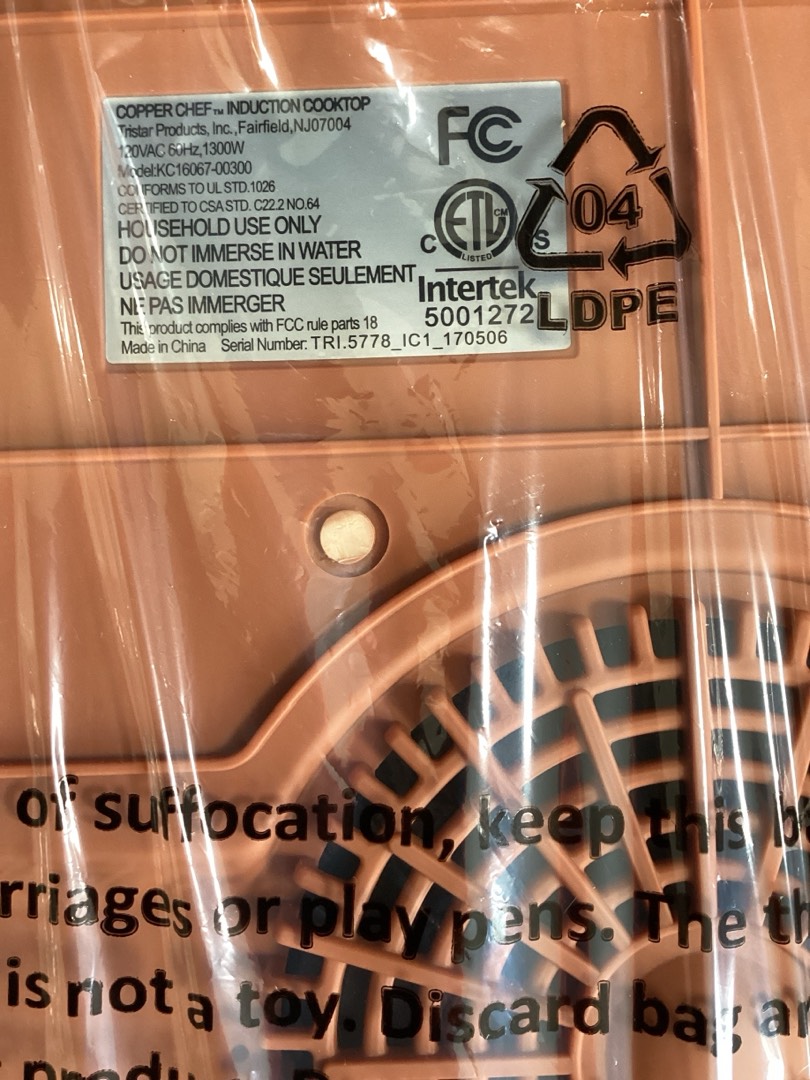 COPPER CHEF™ INDUCTION COOKTOP
Tristar Products, Inc.,Fairfield,NJ07004
120VAC 60Hz,1300W
Model:KC16067-00300
CONFORMS TO UL STD.1026
CERTIFIED TO CSA STD. C22.2 NO.64
HOUSEHOLD USE ONLY
DO NOT IMMERSE IN WATER
USAGE DOMESTIQUE SEULEMENT
NE PAS IMMERGER
This product complies with FCC rule parts 18
Made in China Serial Number: TRI.5778_IC1_170506
FC
ETL CM
C US
LISTED
Intertek
5001272
04
LDPE
of suffocation, keep this
or play pens. The
is not a toy. Discard bag